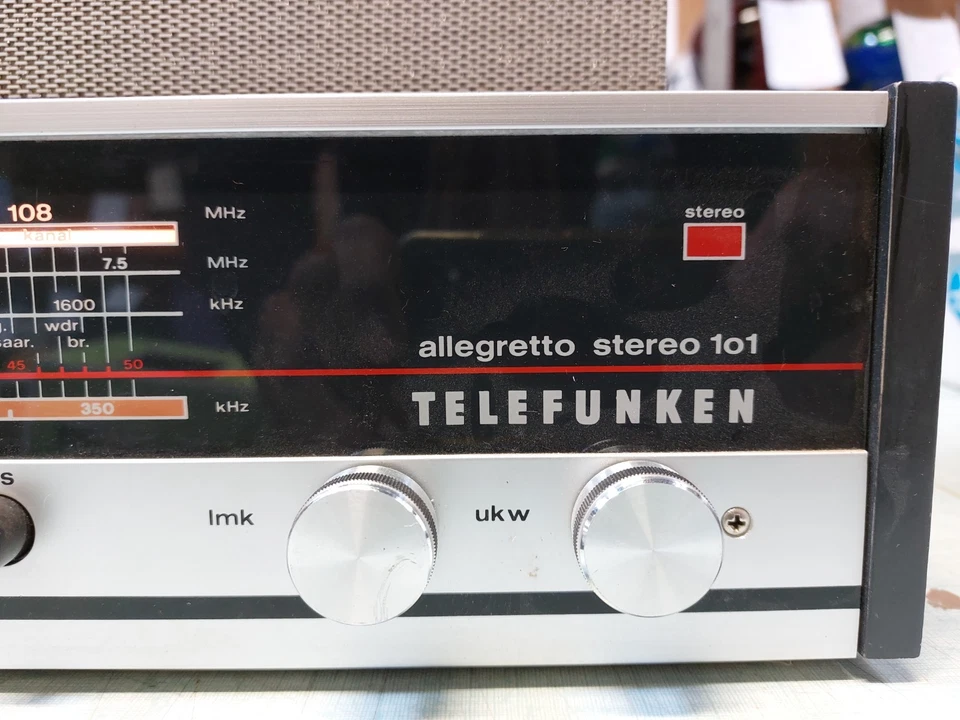 108 MHz
kanal
7.5 MHz
1600 kHz
wdr
saar. br.
45 50
350 kHz
stereo
allegretto stereo 101
TELEFUNKEN
s
lmk ukw